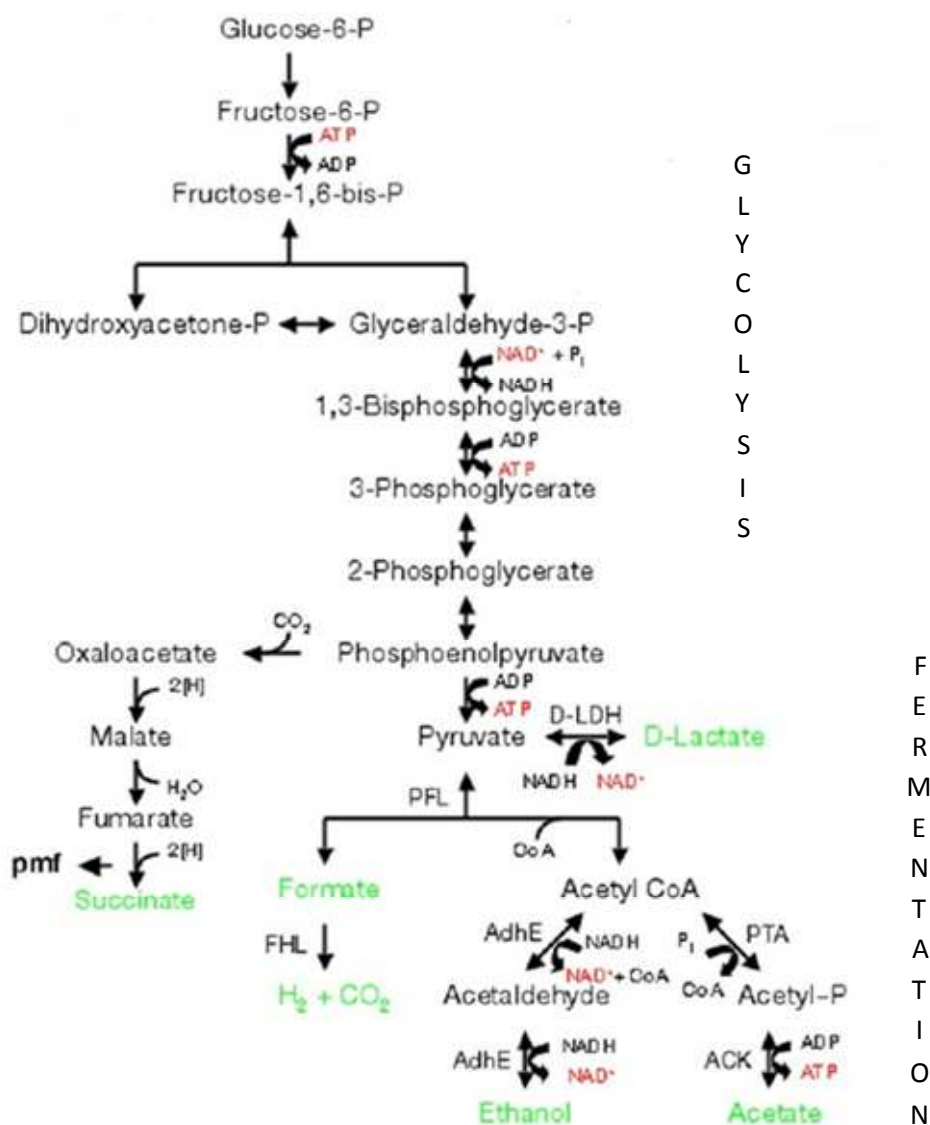 Glucose-6-P
Fructose-6-P
ATP
ADP
Fructose-1,6-bis-P
Dihydroxyacetone-P
Glyceraldehyde-3-P
NAD⁺ + Pᵢ
NADH
1,3-Bisphosphoglycerate
ADP
ATP
3-Phosphoglycerate
2-Phosphoglycerate
CO₂
Oxaloacetate
Phosphoenolpyruvate
2[H]
ADP
ATP
D-LDH
Malate
Pyruvate
D-Lactate
NADH NAD⁺
H₂O
PFL
Fumarate
CoA
pmf
2[H]
Succinate
Formate
Acetyl CoA
FHL
AdhE
NADH
Pᵢ
PTA
NAD⁺+ CoA
CoA
H₂ + CO₂
Acetaldehyde
Acetyl-P
AdhE
NADH
NAD⁺
ACK
ADP
ATP
Ethanol
Acetate
G
L
Y
C
O
L
Y
S
I
S
F
E
R
M
E
N
T
A
T
I
O
N